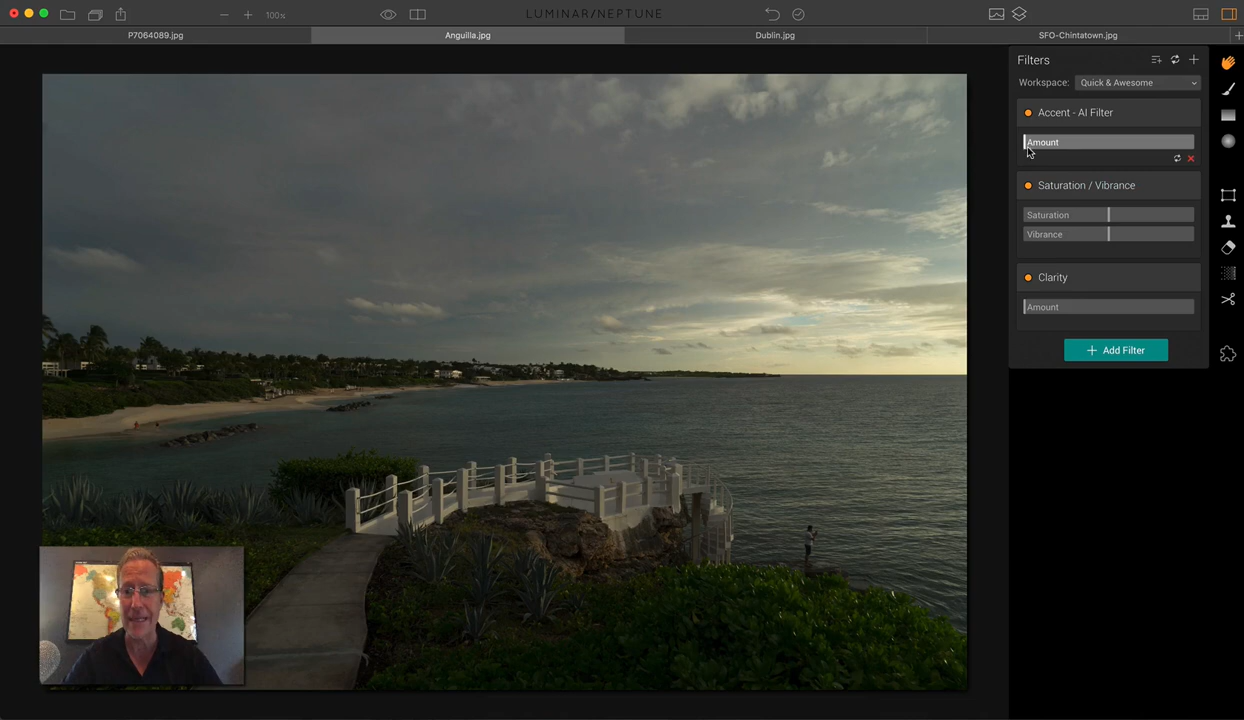 100%
LUMINAR/NEPTUNE
P7064089.jpg
Anguilla.jpg
Dublin.jpg
SFO-Chintatown.jpg
Filters
Workspace: Quick & Awesome
Accent - AI Filter
Amount
Saturation / Vibrance
Saturation
Vibrance
Clarity
Amount
+ Add Filter